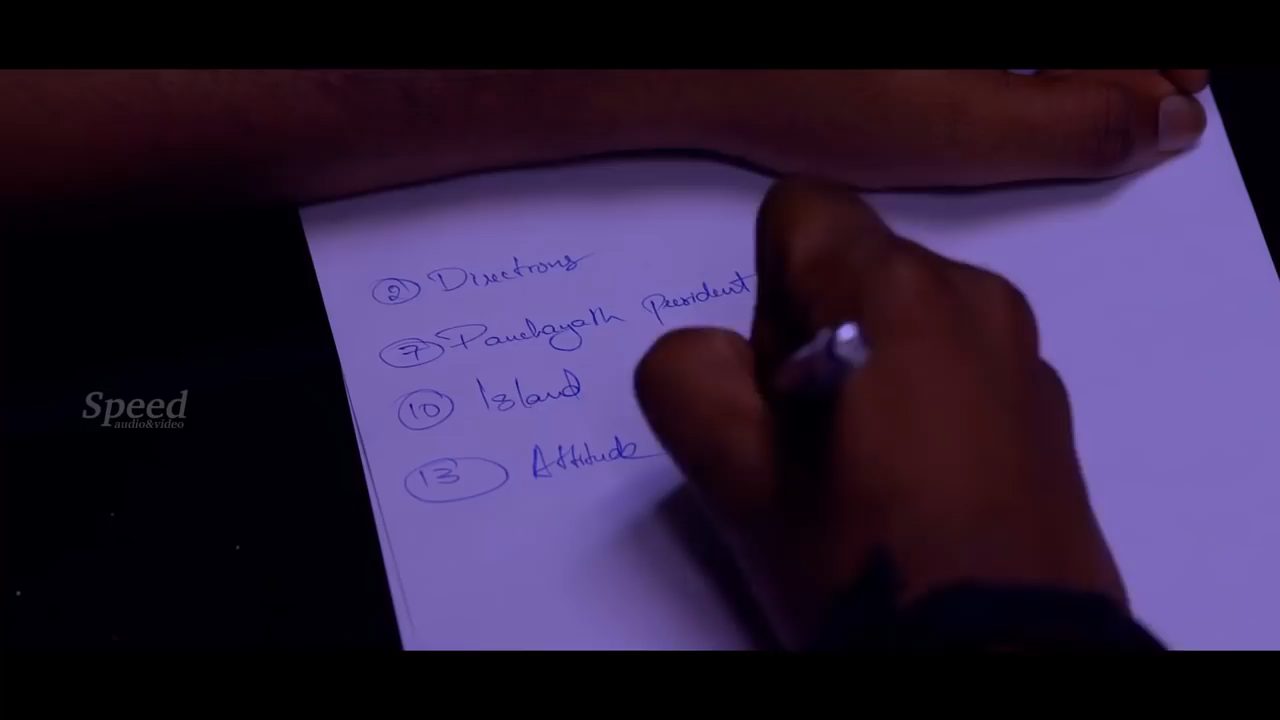 2 Directions
7 Panchayath president
10 Island
13 Attitude
Speed
audio&video